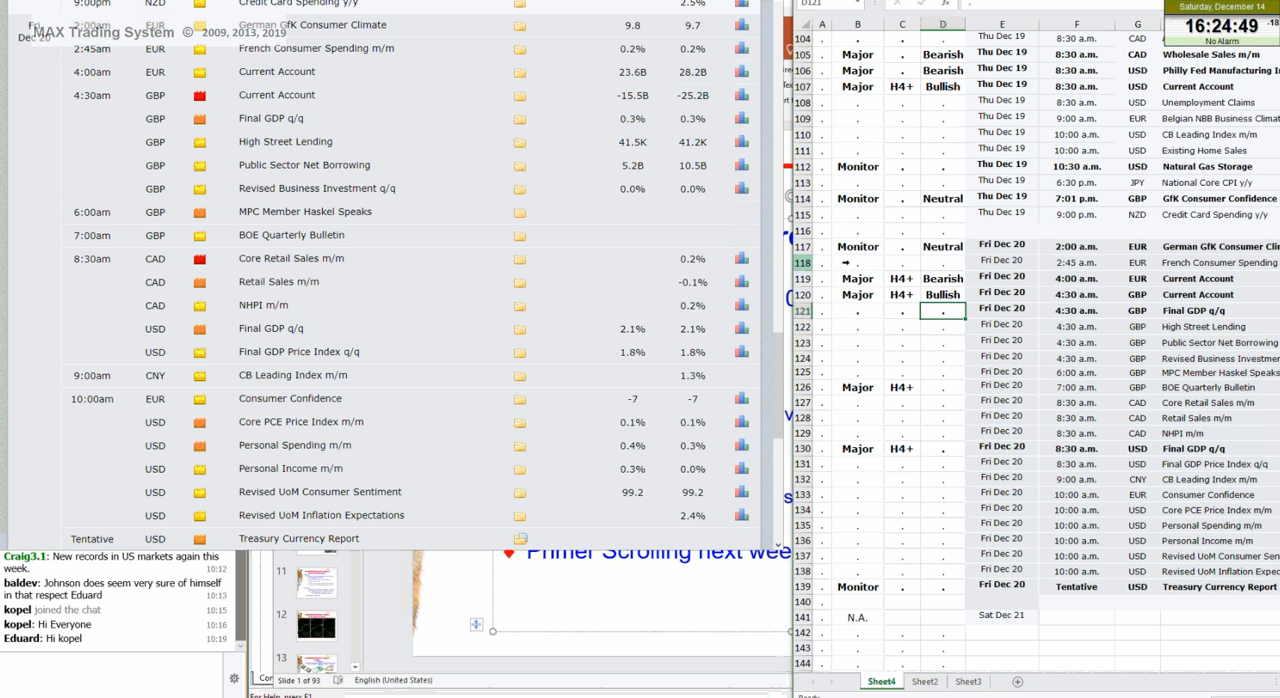 9:00pm NZD Credit Card Spending y/y 2.5%
MAX Trading System © 2009, 2013, 2019
Fri Dec 20
2:00am EUR German GfK Consumer Climate 9.8 9.7
2:45am EUR French Consumer Spending m/m 0.2% 0.2%
4:00am EUR Current Account 23.6B 28.2B
4:30am GBP Current Account -15.5B -25.2B
GBP Final GDP q/q 0.3% 0.3%
GBP High Street Lending 41.5K 41.2K
GBP Public Sector Net Borrowing 5.2B 10.5B
GBP Revised Business Investment q/q 0.0% 0.0%
6:00am GBP MPC Member Haskel Speaks
7:00am GBP BOE Quarterly Bulletin
8:30am CAD Core Retail Sales m/m 0.2%
CAD Retail Sales m/m -0.1%
CAD NHPI m/m 0.2%
USD Final GDP q/q 2.1% 2.1%
USD Final GDP Price Index q/q 1.8% 1.8%
9:00am CNY CB Leading Index m/m 1.3%
10:00am EUR Consumer Confidence -7 -7
USD Core PCE Price Index m/m 0.1% 0.1%
USD Personal Spending m/m 0.4% 0.3%
USD Personal Income m/m 0.3% 0.0%
USD Revised UoM Consumer Sentiment 99.2 99.2
USD Revised UoM Inflation Expectations 2.4%
Tentative USD Treasury Currency Report
Craig3.1: New records in US markets again this
week. 10:12
baldev: Johnson does seem very sure of himself
in that respect Eduard 10:13
kopel joined the chat 10:15
kopel: Hi Everyone 10:16
Eduard: Hi kopel 10:19
Primer Scrolling next wee
11
12
13
Slide 1 of 93 English (United States)
For Help, press F1
D121
Saturday, December 14
16:24:49 -18
No Alarm
A B C D E F G
104 . . . . Thu Dec 19 8:30 a.m. CAD
105 . Major . Bearish Thu Dec 19 8:30 a.m. CAD Wholesale Sales m/m
106 . Major . Bearish Thu Dec 19 8:30 a.m. USD Philly Fed Manufacturing I
107 . Major H4+ Bullish Thu Dec 19 8:30 a.m. USD Current Account
108 . . . . Thu Dec 19 8:30 a.m. USD Unemployment Claims
109 . . . . Thu Dec 19 9:00 a.m. EUR Belgian NBB Business Climat
110 . . . . Thu Dec 19 10:00 a.m. USD CB Leading Index m/m
111 . . . . Thu Dec 19 10:00 a.m. USD Existing Home Sales
112 . Monitor . . Thu Dec 19 10:30 a.m. USD Natural Gas Storage
113 . . . . Thu Dec 19 6:30 p.m. JPY National Core CPI y/y
114 . Monitor . Neutral Thu Dec 19 7:01 p.m. GBP GfK Consumer Confidence
115 . . . . Thu Dec 19 9:00 p.m. NZD Credit Card Spending y/y
116 . . . .
117 . Monitor . Neutral Fri Dec 20 2:00 a.m. EUR German GfK Consumer Cli
118 . . . . Fri Dec 20 2:45 a.m. EUR French Consumer Spending
119 . Major H4+ Bearish Fri Dec 20 4:00 a.m. EUR Current Account
120 . Major H4+ Bullish Fri Dec 20 4:30 a.m. GBP Current Account
121 . . . . Fri Dec 20 4:30 a.m. GBP Final GDP q/q
122 . . . . Fri Dec 20 4:30 a.m. GBP High Street Lending
123 . . . . Fri Dec 20 4:30 a.m. GBP Public Sector Net Borrowing
124 . . . . Fri Dec 20 4:30 a.m. GBP Revised Business Investmer
125 . . . . Fri Dec 20 6:00 a.m. GBP MPC Member Haskel Speaks
126 . Major H4+ . Fri Dec 20 7:00 a.m. GBP BOE Quarterly Bulletin
127 . . . . Fri Dec 20 8:30 a.m. CAD Core Retail Sales m/m
128 . . . . Fri Dec 20 8:30 a.m. CAD Retail Sales m/m
129 . . . . Fri Dec 20 8:30 a.m. CAD NHPI m/m
130 . Major H4+ . Fri Dec 20 8:30 a.m. USD Final GDP q/q
131 . . . . Fri Dec 20 8:30 a.m. USD Final GDP Price Index q/q
132 . . . . Fri Dec 20 9:00 a.m. CNY CB Leading Index m/m
133 . . . . Fri Dec 20 10:00 a.m. EUR Consumer Confidence
134 . . . . Fri Dec 20 10:00 a.m. USD Core PCE Price Index m/m
135 . . . . Fri Dec 20 10:00 a.m. USD Personal Spending m/m
136 . . . . Fri Dec 20 10:00 a.m. USD Personal Income m/m
137 . . . . Fri Dec 20 10:00 a.m. USD Revised UoM Consumer Sen
138 . . . . Fri Dec 20 10:00 a.m. USD Revised UoM Inflation Expec
139 . Monitor . . Fri Dec 20 Tentative USD Treasury Currency Report
140 .
141 N.A. Sat Dec 21
142 . . . .
143 . . . .
144 . . . .
Sheet4 Sheet2 Sheet3